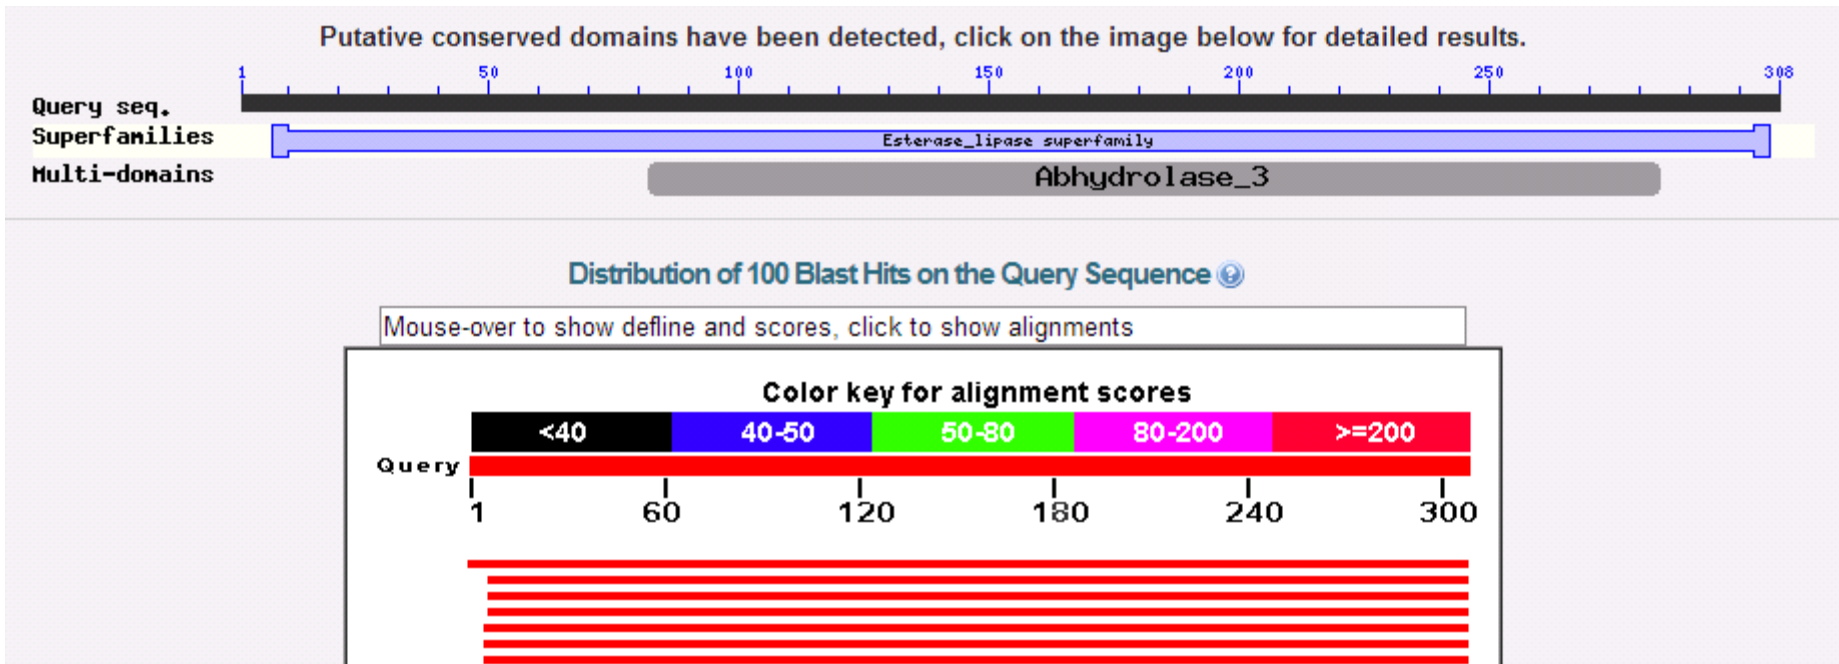 Putative conserved domains have been detected, click on the image below for detailed results.
1 50 100 150 200 250 308
Query seq.
Superfamilies Esterase_lipase superfamily
Multi-domains Abhydrolase_3
Distribution of 100 Blast Hits on the Query Sequence ?
Mouse-over to show defline and scores, click to show alignments
Color key for alignment scores
<40 40-50 50-80 80-200 >=200
Query
1 60 120 180 240 300